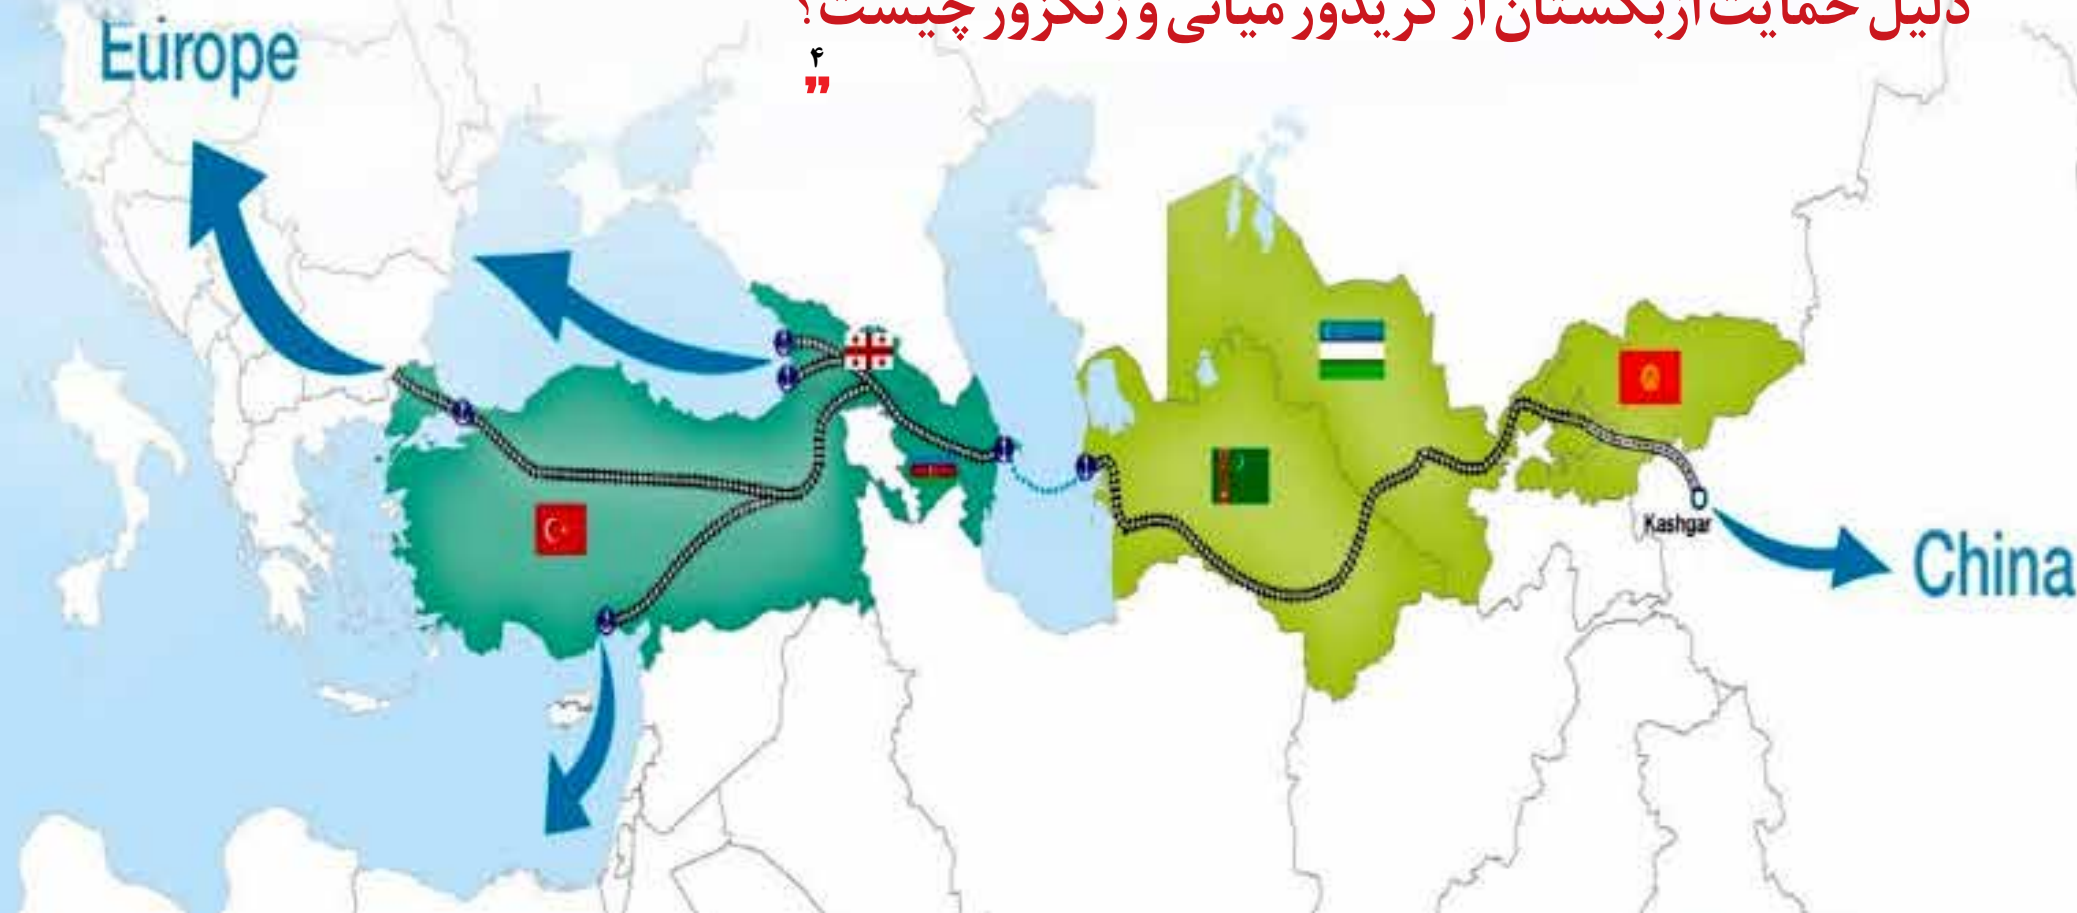 دلیل حمایت ازبکستان از کریدور میانی و زنگزور چیست؟
۴
Europe
Kashgar
China